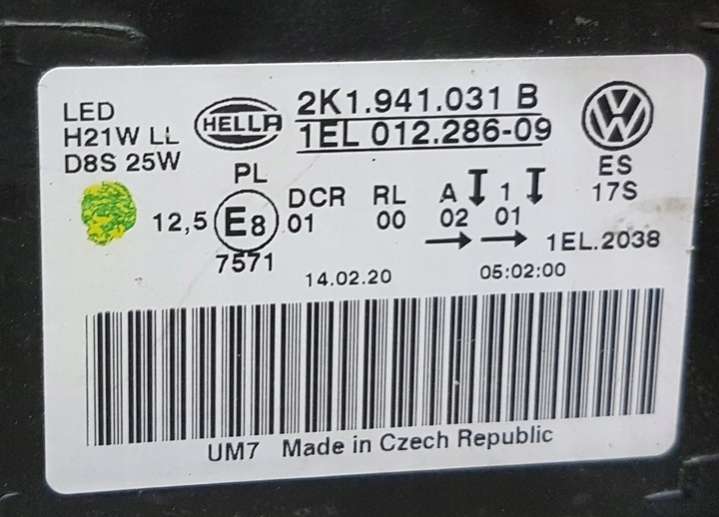 LED
H21W LL
D8S 25W
HELLA
2K1.941.031 B
1EL 012.286-09
VW
ES
17S
PL
DCR RL A 1
12,5 E8 01 00 02 01
7571
1EL.2038
14.02.20 05:02:00
UM7 Made in Czech Republic